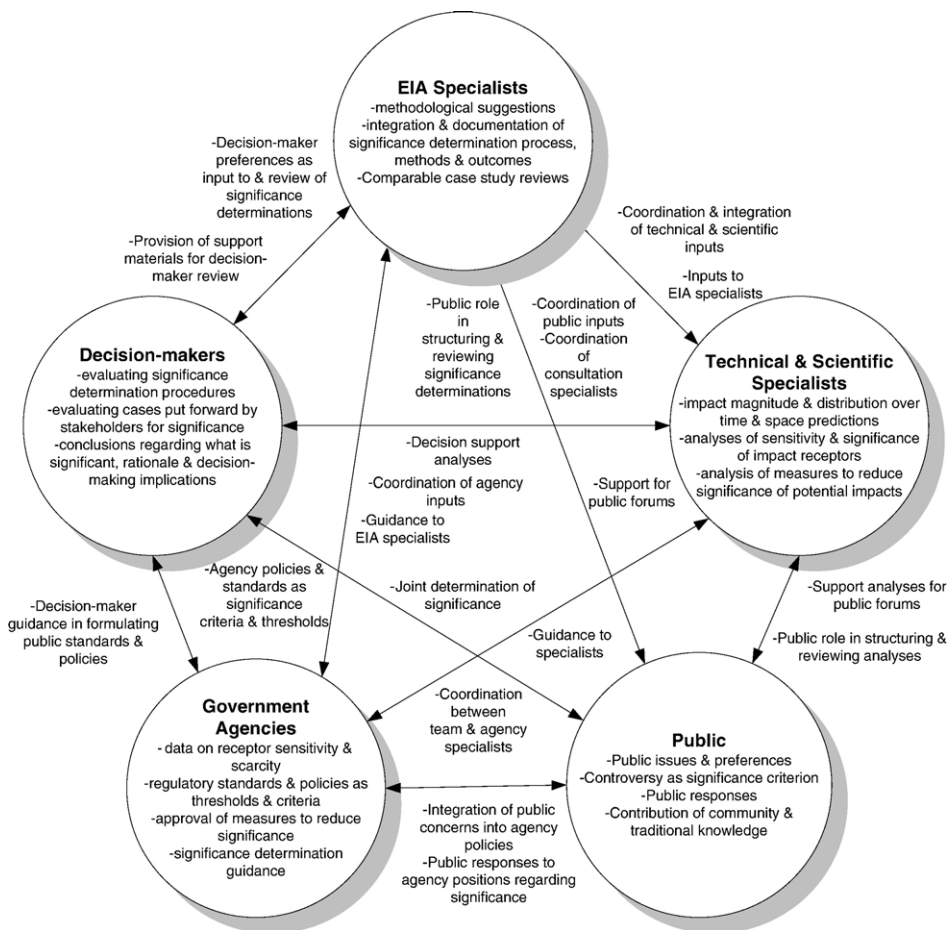 EIA Specialists
-methodological suggestions
-integration & documentation of
significance determination process,
methods & outcomes
-Comparable case study reviews
-Decision-maker
preferences as
input to & review of
significance
determinations
-Provision of support
materials for decision-
maker review
-Coordination & integration
of technical & scientific
inputs
-Inputs to
EIA specialists
-Public role
in
structuring &
reviewing
significance
determinations
-Coordination of
public inputs
-Coordination
of
consultation
specialists
Decision-makers
-evaluating significance
determination procedures
-evaluating cases put forward by
stakeholders for significance
-conclusions regarding what is
significant, rationale & decision-
making implications
Technical & Scientific
Specialists
-impact magnitude & distribution over
time & space predictions
-analyses of sensitivity & significance
of impact receptors
-analysis of measures to reduce
significance of potential impacts
-Decision support
analyses
-Coordination of agency
inputs
-Guidance to
EIA specialists
-Support for
public forums
-Agency policies &
standards as
significance
criteria & thresholds
-Joint determination of
significance
-Decision-maker
guidance in formulating
public standards &
policies
-Support analyses for
public forums
-Public role in structuring &
reviewing analyses
-Guidance to
specialists
-Coordination
between
team & agency
specialists
Government
Agencies
- data on receptor sensitivity &
scarcity
-regulatory standards & policies as
thresholds & criteria
-approval of measures to reduce
significance
-significance determination
guidance
Public
-Public issues & preferences
-Controversy as significance criterion
-Public responses
-Contribution of community &
traditional knowledge
-Integration of public
concerns into agency
policies
-Public responses to
agency positions regarding
significance